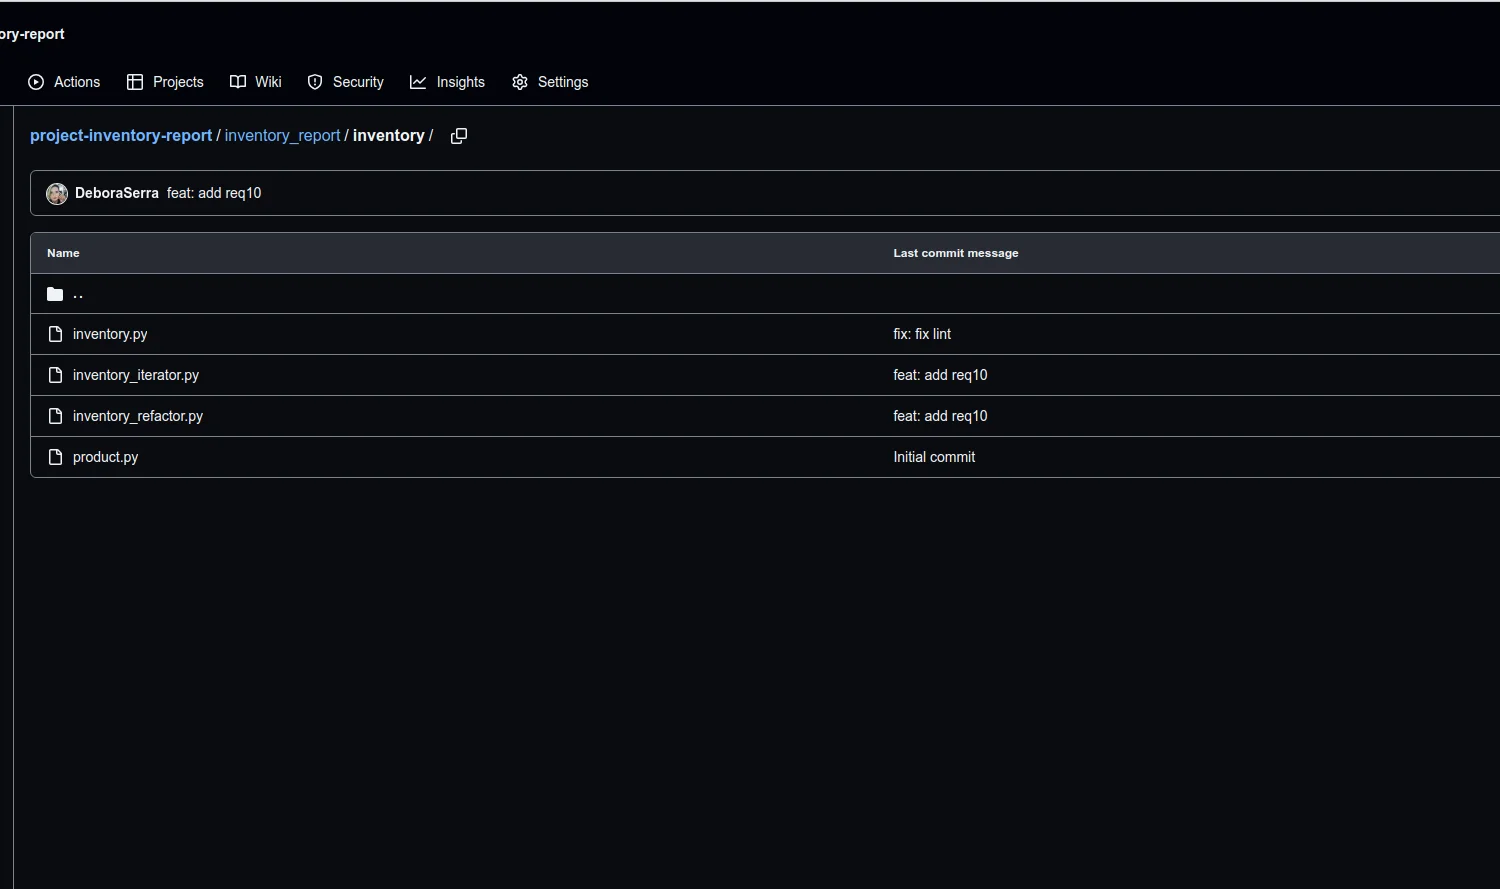 ory-report
Actions Projects Wiki Insights Security Settings
project-inventory-report / inventory_report / inventory /
DeboraSerra feat: add req10
Name Last commit message
..
inventory.py fix: fix lint
inventory_iterator.py feat: add req10
inventory_refactor.py feat: add req10
product.py Initial commit